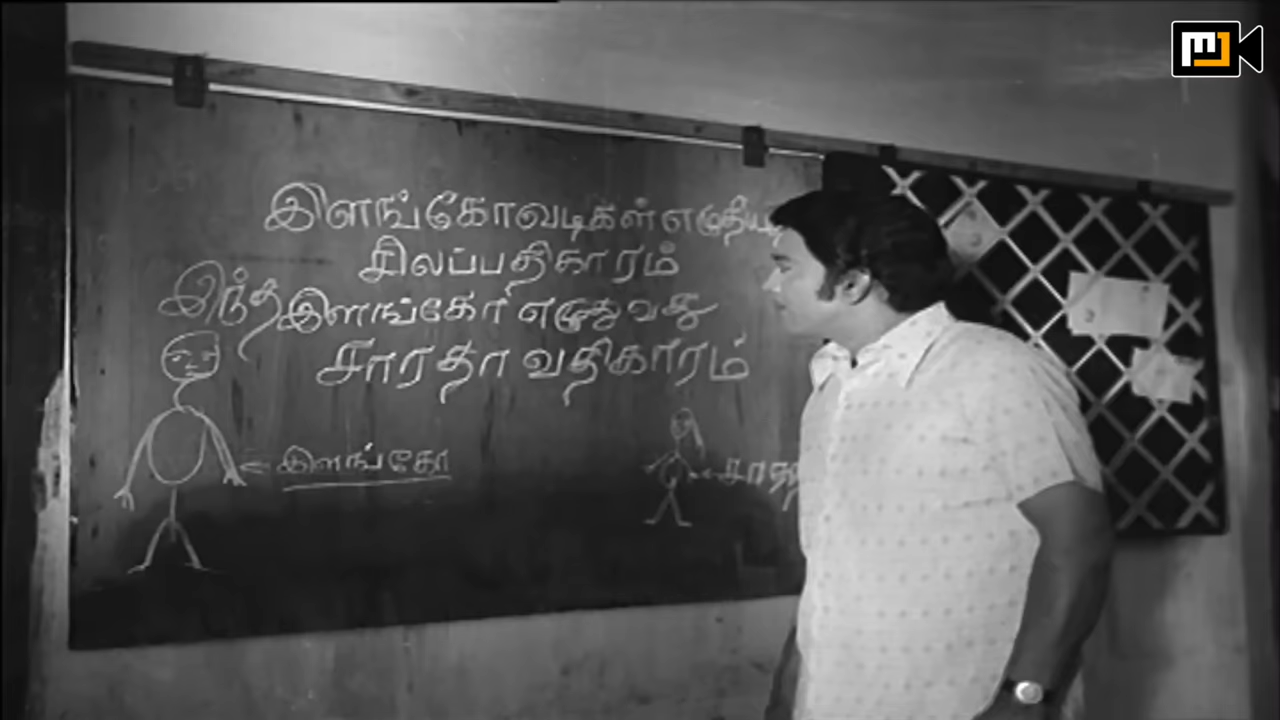 இளங்கோவடிகள் எழுதிய
சிலப்பதிகாரம்
இந்த இளங்கோ எழுதுவது
சாரதா வதிகாரம்
இளங்கோ